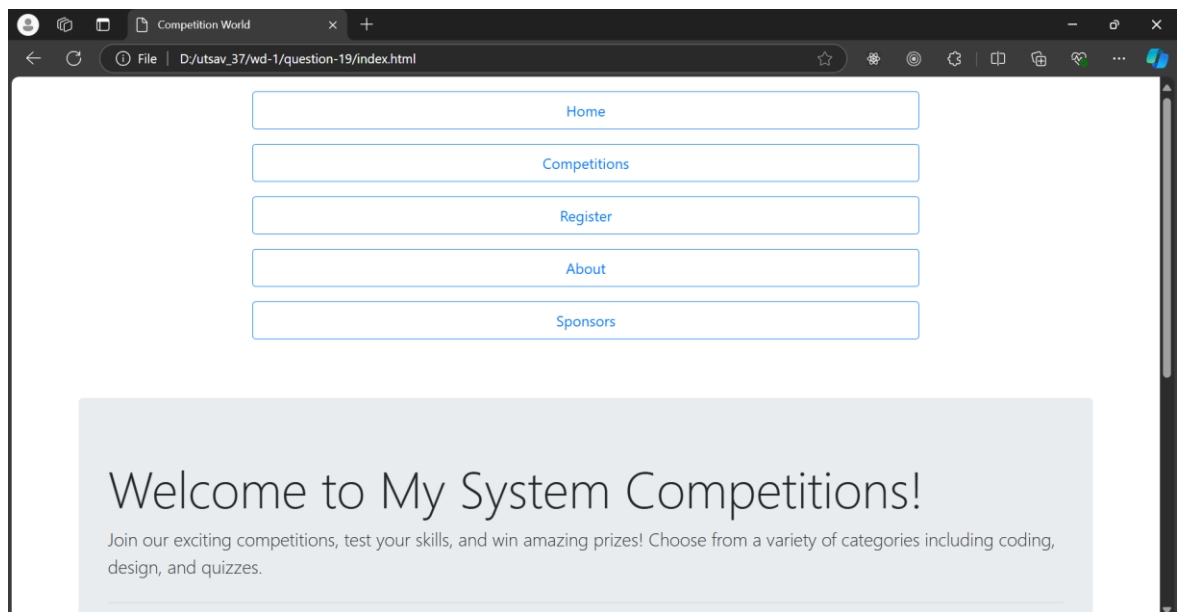 Competition World
File
D:/utsav_37/wd-1/question-19/index.html
Home
Competitions
Register
About
Sponsors
Welcome to My System Competitions!
Join our exciting competitions, test your skills, and win amazing prizes! Choose from a variety of categories including coding,
design, and quizzes.